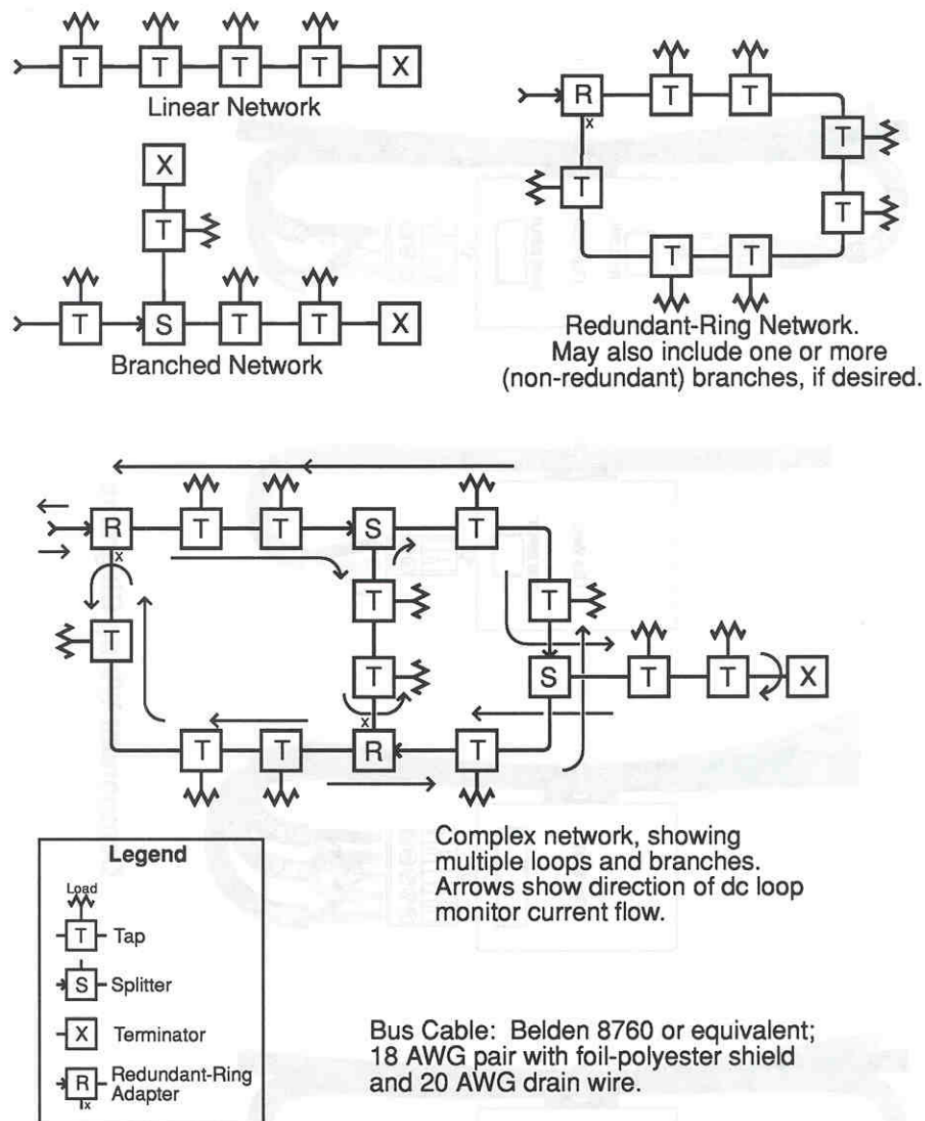 T T T T X
Linear Network
X
T
T S T T X
Branched Network
R T T
x
T
T
T
T T
Redundant-Ring Network.
May also include one or more
(non-redundant) branches, if desired.
R T T S T
x
T T
T
T S T T X
x
T T R T
Complex network, showing
multiple loops and branches.
Arrows show direction of dc loop
monitor current flow.
Legend
Load
T Tap
S Splitter
X Terminator
R Redundant-Ring
Adapter
x
Bus Cable: Belden 8760 or equivalent;
18 AWG pair with foil-polyester shield
and 20 AWG drain wire.